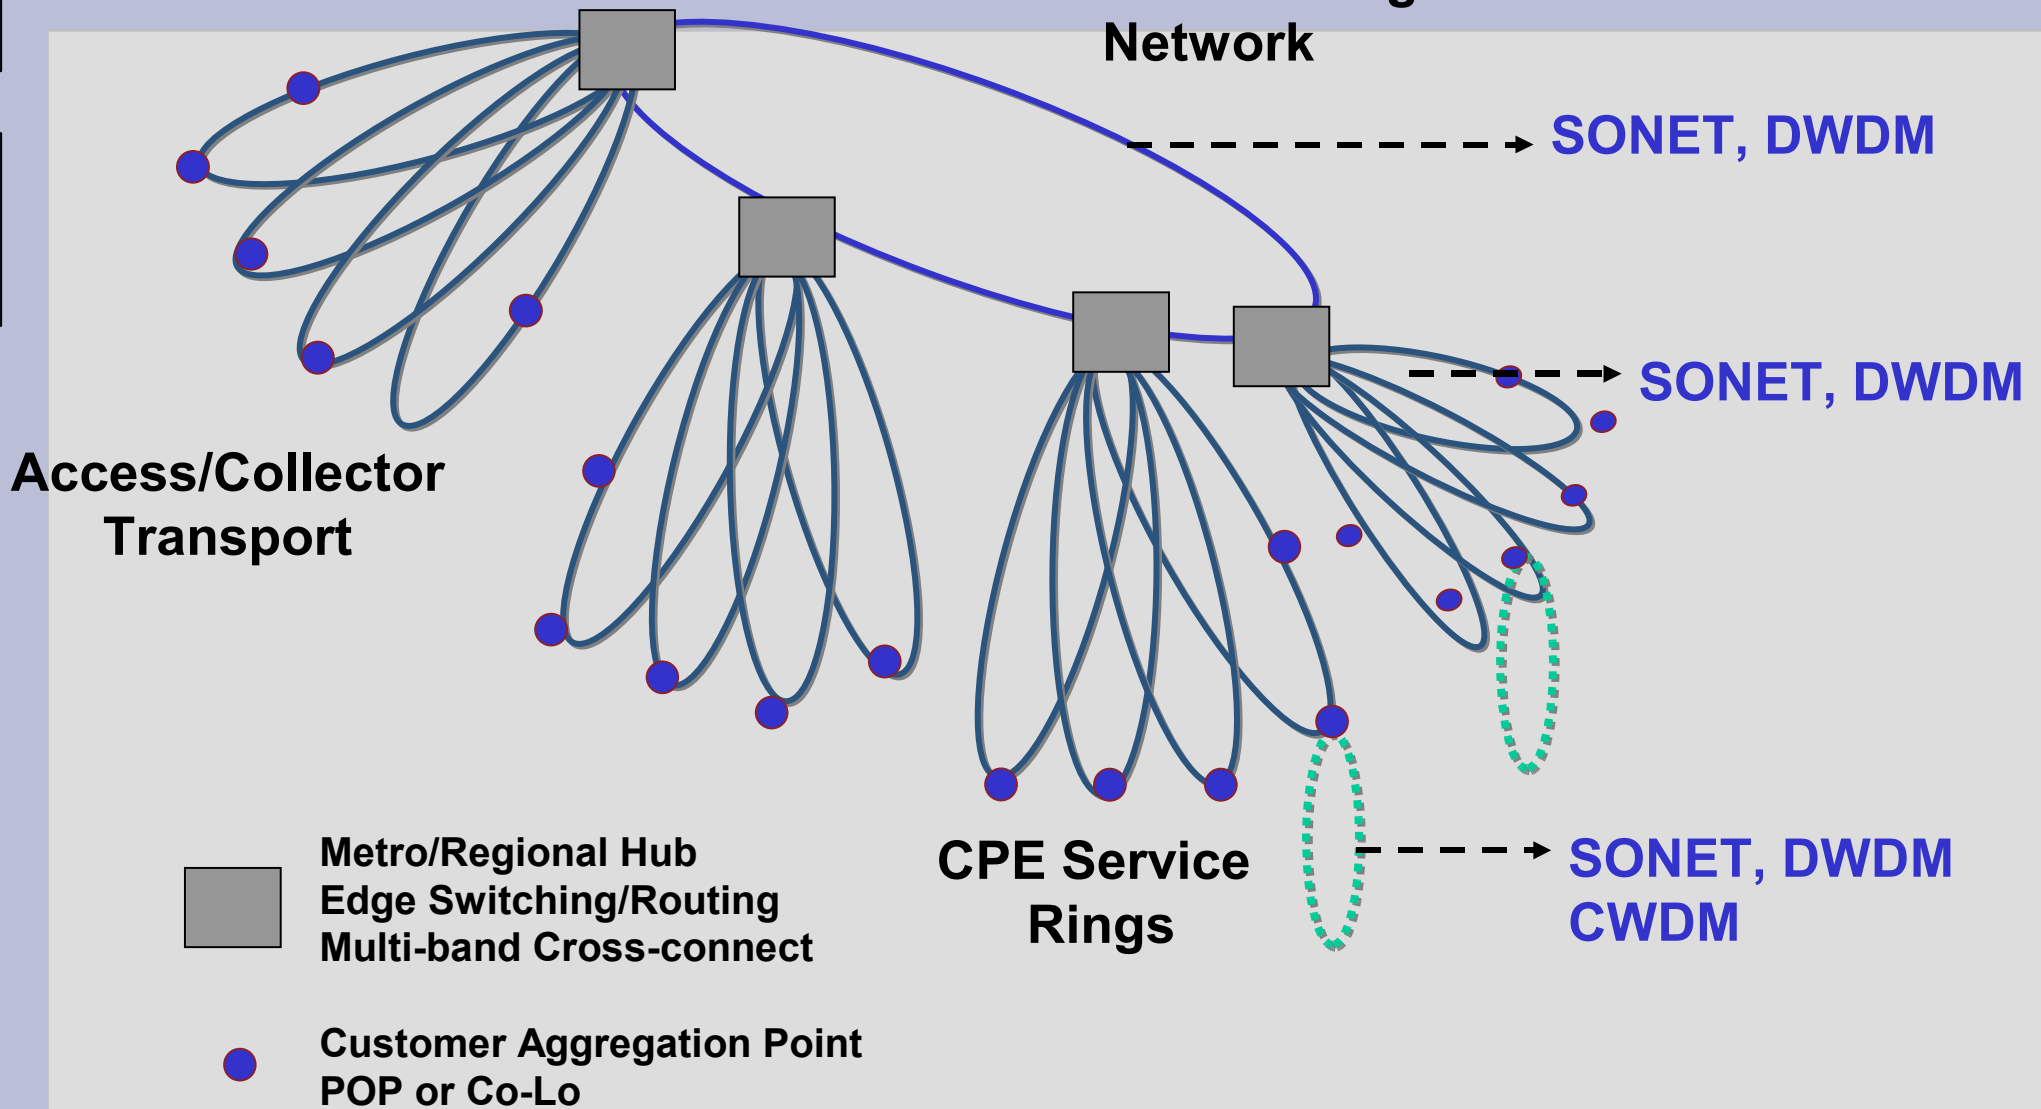 Network
SONET, DWDM
SONET, DWDM
Access/Collector
Transport
CPE Service
Rings
SONET, DWDM
CWDM
Metro/Regional Hub
Edge Switching/Routing
Multi-band Cross-connect
Customer Aggregation Point
POP or Co-Lo